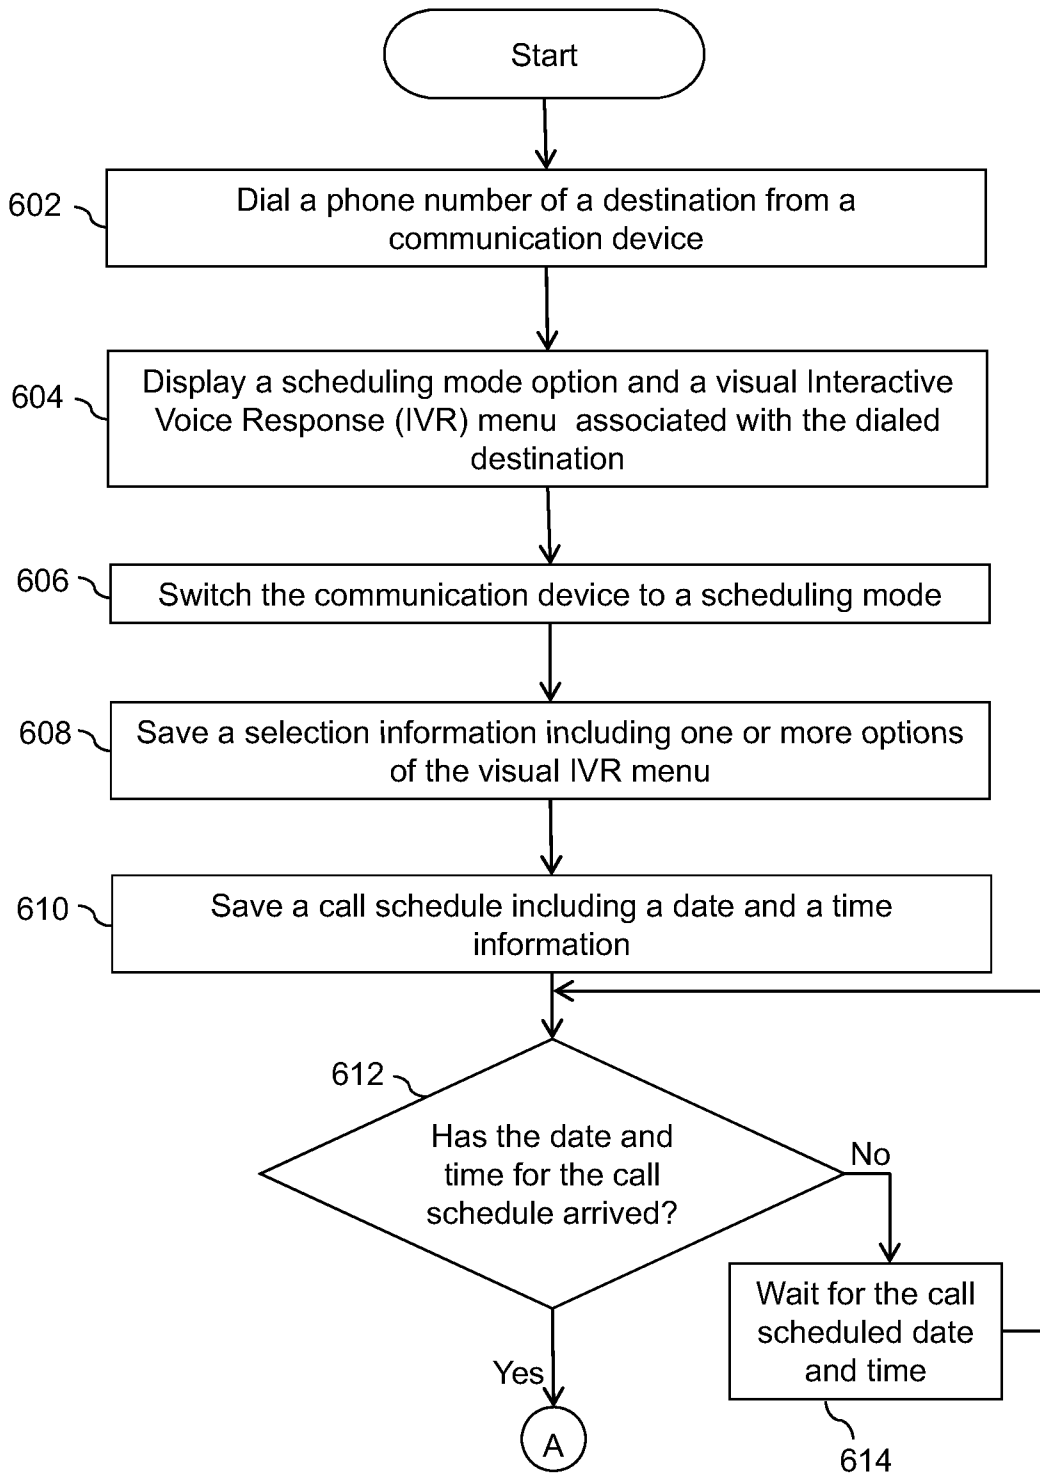 Start
602
Dial a phone number of a destination from a
communication device
604
Display a scheduling mode option and a visual Interactive
Voice Response (IVR) menu associated with the dialed
destination
606
Switch the communication device to a scheduling mode
608
Save a selection information including one or more options
of the visual IVR menu
610
Save a call schedule including a date and a time
information
612
Has the date and
time for the call
schedule arrived?
No
Wait for the call
scheduled date
and time
Yes
A
614